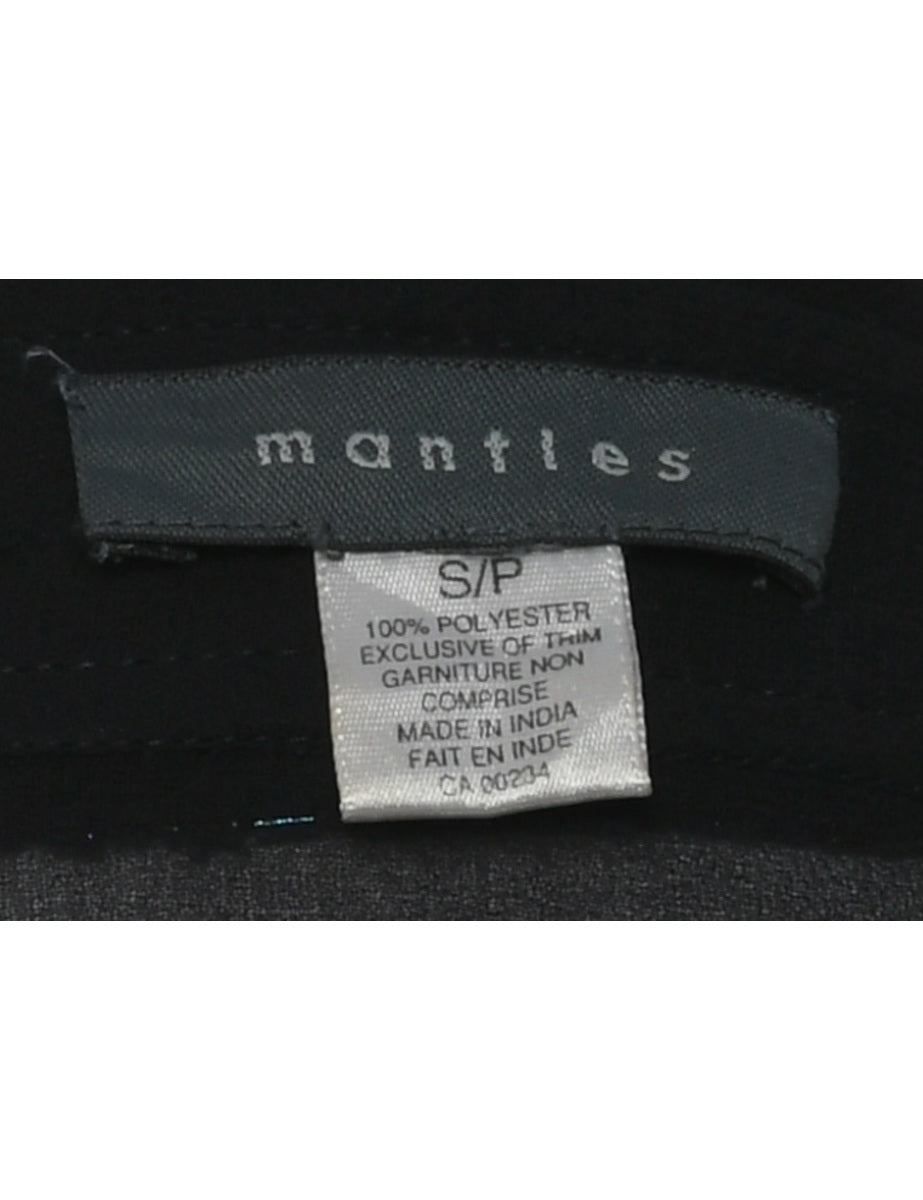 mantles
S/P
100% POLYESTER
EXCLUSIVE OF TRIM
GARNITURE NON
COMPRISE
MADE IN INDIA
FAIT EN INDE
CA 00234